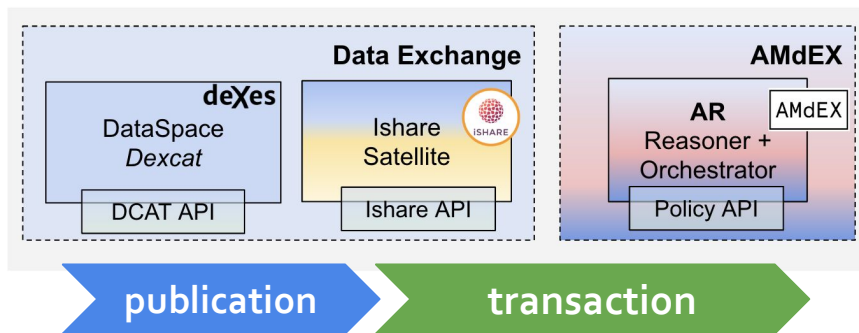 Data Exchange
deXes
DataSpace
Dexcat
DCAT API
iSHARE
Ishare
Satellite
Ishare API
AMdEX
AMdEX
AR
Reasoner +
Orchestrator
Policy API
publication
transaction